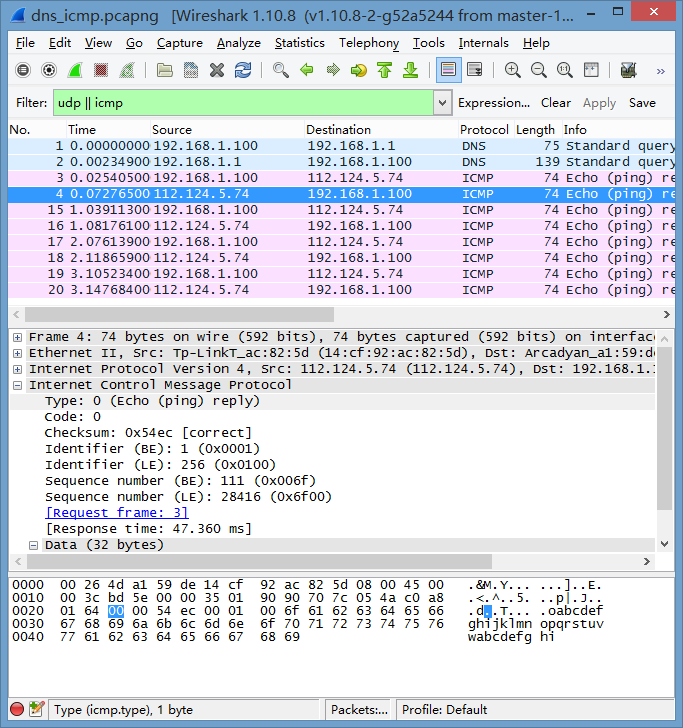 dns_icmp.pcapng [Wireshark 1.10.8 (v1.10.8-2-g52a5244 from master-1...
File Edit View Go Capture Analyze Statistics Telephony Tools Internals Help
Filter: udp || icmp Expression... Clear Apply Save
No. Time Source Destination Protocol Length Info
1 0.00000000 192.168.1.100 192.168.1.1 DNS 75 Standard query
2 0.00234900 192.168.1.1 192.168.1.100 DNS 139 Standard query
3 0.02540500 192.168.1.100 112.124.5.74 ICMP 74 Echo (ping) re
4 0.07276500 112.124.5.74 192.168.1.100 ICMP 74 Echo (ping) re
15 1.03911300 192.168.1.100 112.124.5.74 ICMP 74 Echo (ping) re
16 1.08176100 112.124.5.74 192.168.1.100 ICMP 74 Echo (ping) re
17 2.07613900 192.168.1.100 112.124.5.74 ICMP 74 Echo (ping) re
18 2.11865900 112.124.5.74 192.168.1.100 ICMP 74 Echo (ping) re
19 3.10523400 192.168.1.100 112.124.5.74 ICMP 74 Echo (ping) re
20 3.14768400 112.124.5.74 192.168.1.100 ICMP 74 Echo (ping) re
Frame 4: 74 bytes on wire (592 bits), 74 bytes captured (592 bits) on interface
Ethernet II, Src: Tp-LinkT_ac:82:5d (14:cf:92:ac:82:5d), Dst: Arcadyan_a1:59:de
Internet Protocol Version 4, Src: 112.124.5.74 (112.124.5.74), Dst: 192.168.1.1
Internet Control Message Protocol
Type: 0 (Echo (ping) reply)
Code: 0
Checksum: 0x54ec [correct]
Identifier (BE): 1 (0x0001)
Identifier (LE): 256 (0x0100)
Sequence number (BE): 111 (0x006f)
Sequence number (LE): 28416 (0x6f00)
[Request frame: 3]
[Response time: 47.360 ms]
Data (32 bytes)
0000 00 26 4d a1 59 de 14 cf 92 ac 82 5d 08 00 45 00 .&M.Y... ...]..E.
0010 00 3c bd 5e 00 00 35 01 90 90 70 7c 05 4a c0 a8 .<.^..5. ..p|.J..
0020 01 64 00 00 54 ec 00 01 00 6f 61 62 63 64 65 66 .d..T... .oabcdef
0030 67 68 69 6a 6b 6c 6d 6e 6f 70 71 72 73 74 75 76 ghijklmn opqrstuv
0040 77 61 62 63 64 65 66 67 68 69 wabcdefg hi
Type (icmp.type), 1 byte Packets:... Profile: Default